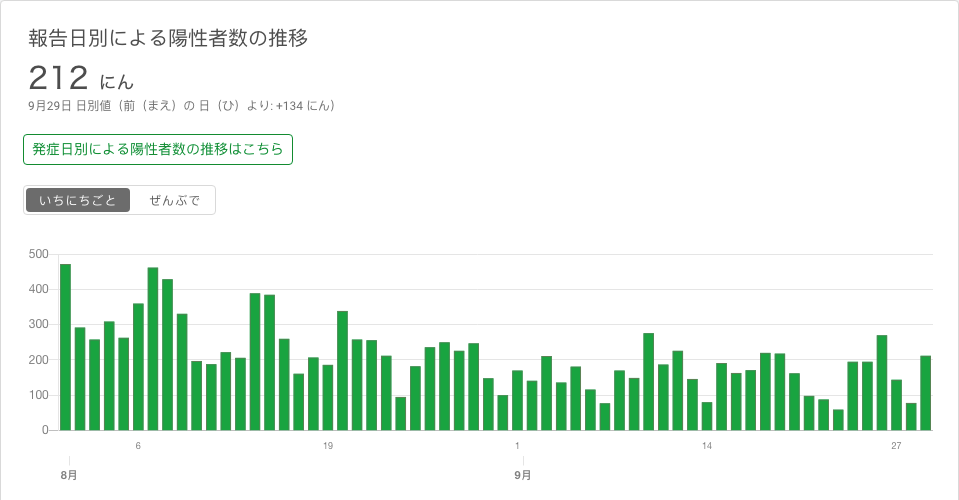 報告日別による陽性者数の推移
212 にん
9月29日 日別値（前（まえ）の 日（ひ）より: +134 にん）
発症日別による陽性者数の推移はこちら
いちにちごと ぜんぶで
500
400
300
200
100
0
6 19 1 14 27
8月 9月